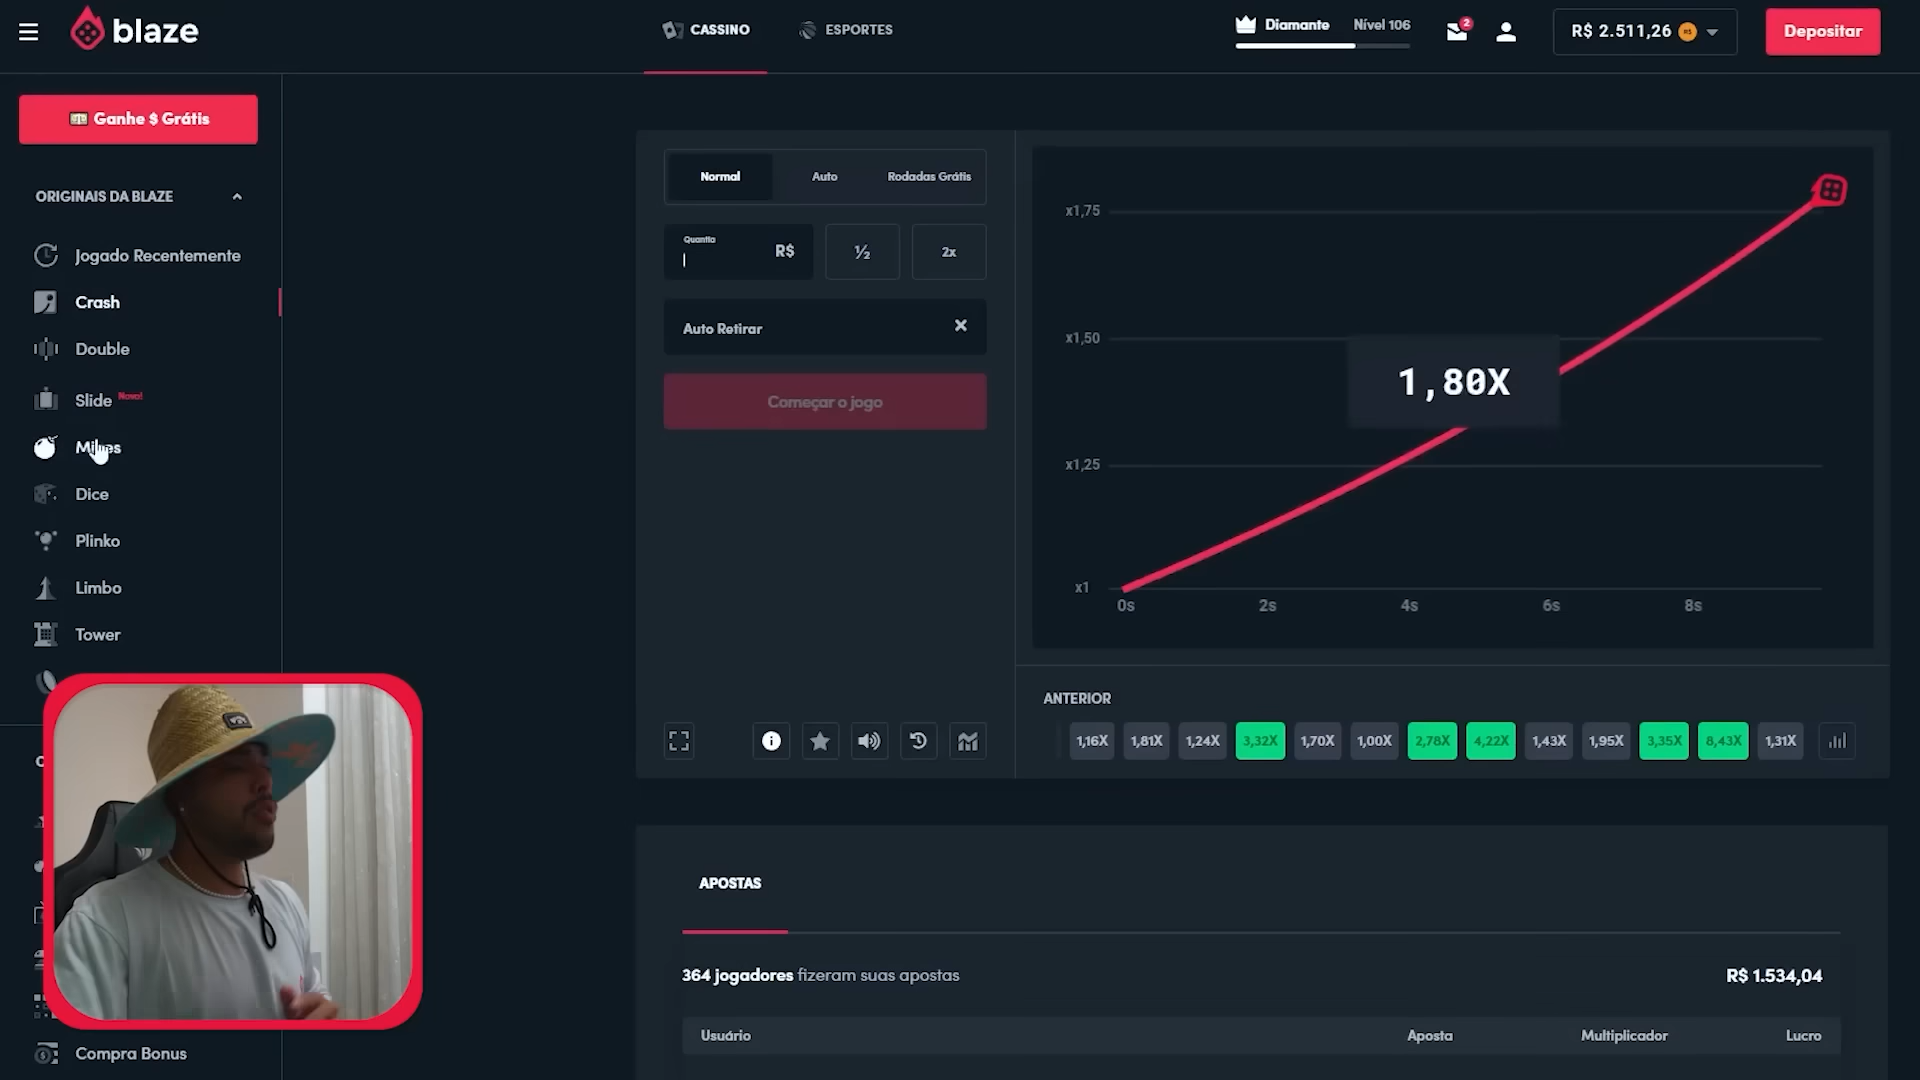 blaze
CASSINO
ESPORTES
Diamante
Nível 106
2
R$ 2.511,26
R$
Depositar
Ganhe $ Grátis
ORIGINAIS DA BLAZE
Jogado Recentemente
Crash
Double
Slide Novo!
Mines
Dice
Plinko
Limbo
Tower
Compra Bonus
Normal
Auto
Rodadas Grátis
Quantia
R$
½
2x
Auto Retirar
Começar o jogo
x1,75
x1,50
x1,25
x1
1,80X
0s 2s 4s 6s 8s
ANTERIOR
1,16X 1,81X 1,24X 3,32X 1,70X 1,00X 2,78X 4,22X 1,43X 1,95X 3,35X 8,43X 1,31X
APOSTAS
364 jogadores fizeram suas apostas
R$ 1.534,04
Usuário Aposta Multiplicador Lucro